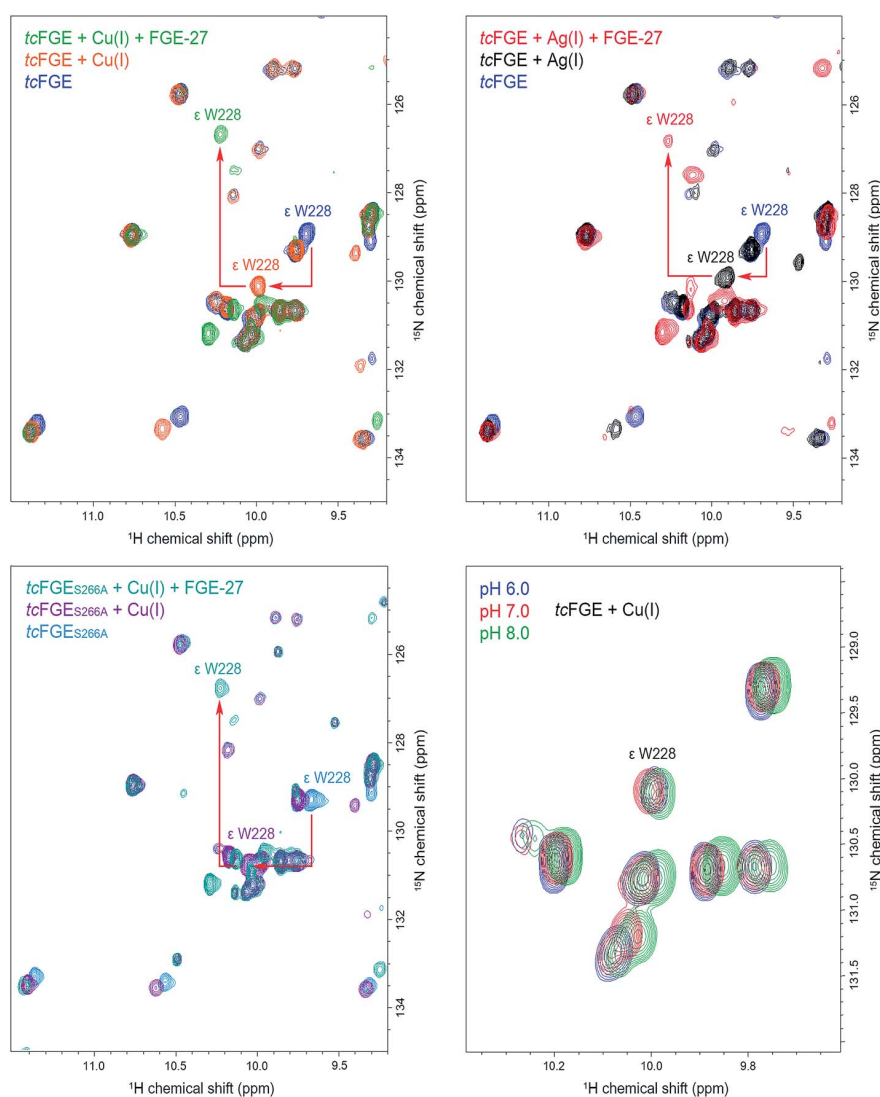 tcFGE + Cu(I) + FGE-27
tcFGE + Cu(I)
tcFGE
ε W228
ε W228
ε W228
126
128
130
132
134
¹⁵N chemical shift (ppm)
11.0 10.5 10.0 9.5
¹H chemical shift (ppm)
tcFGE + Ag(I) + FGE-27
tcFGE + Ag(I)
tcFGE
ε W228
ε W228
ε W228
126
128
130
132
134
¹⁵N chemical shift (ppm)
11.0 10.5 10.0 9.5
¹H chemical shift (ppm)
tcFGES266A + Cu(I) + FGE-27
tcFGES266A + Cu(I)
tcFGES266A
ε W228
ε W228
ε W228
126
128
130
132
134
¹⁵N chemical shift (ppm)
11.0 10.5 10.0 9.5
¹H chemical shift (ppm)
pH 6.0
pH 7.0 tcFGE + Cu(I)
pH 8.0
ε W228
129.0
129.5
130.0
130.5
131.0
131.5
¹⁵N chemical shift (ppm)
10.2 10.0 9.8
¹H chemical shift (ppm)